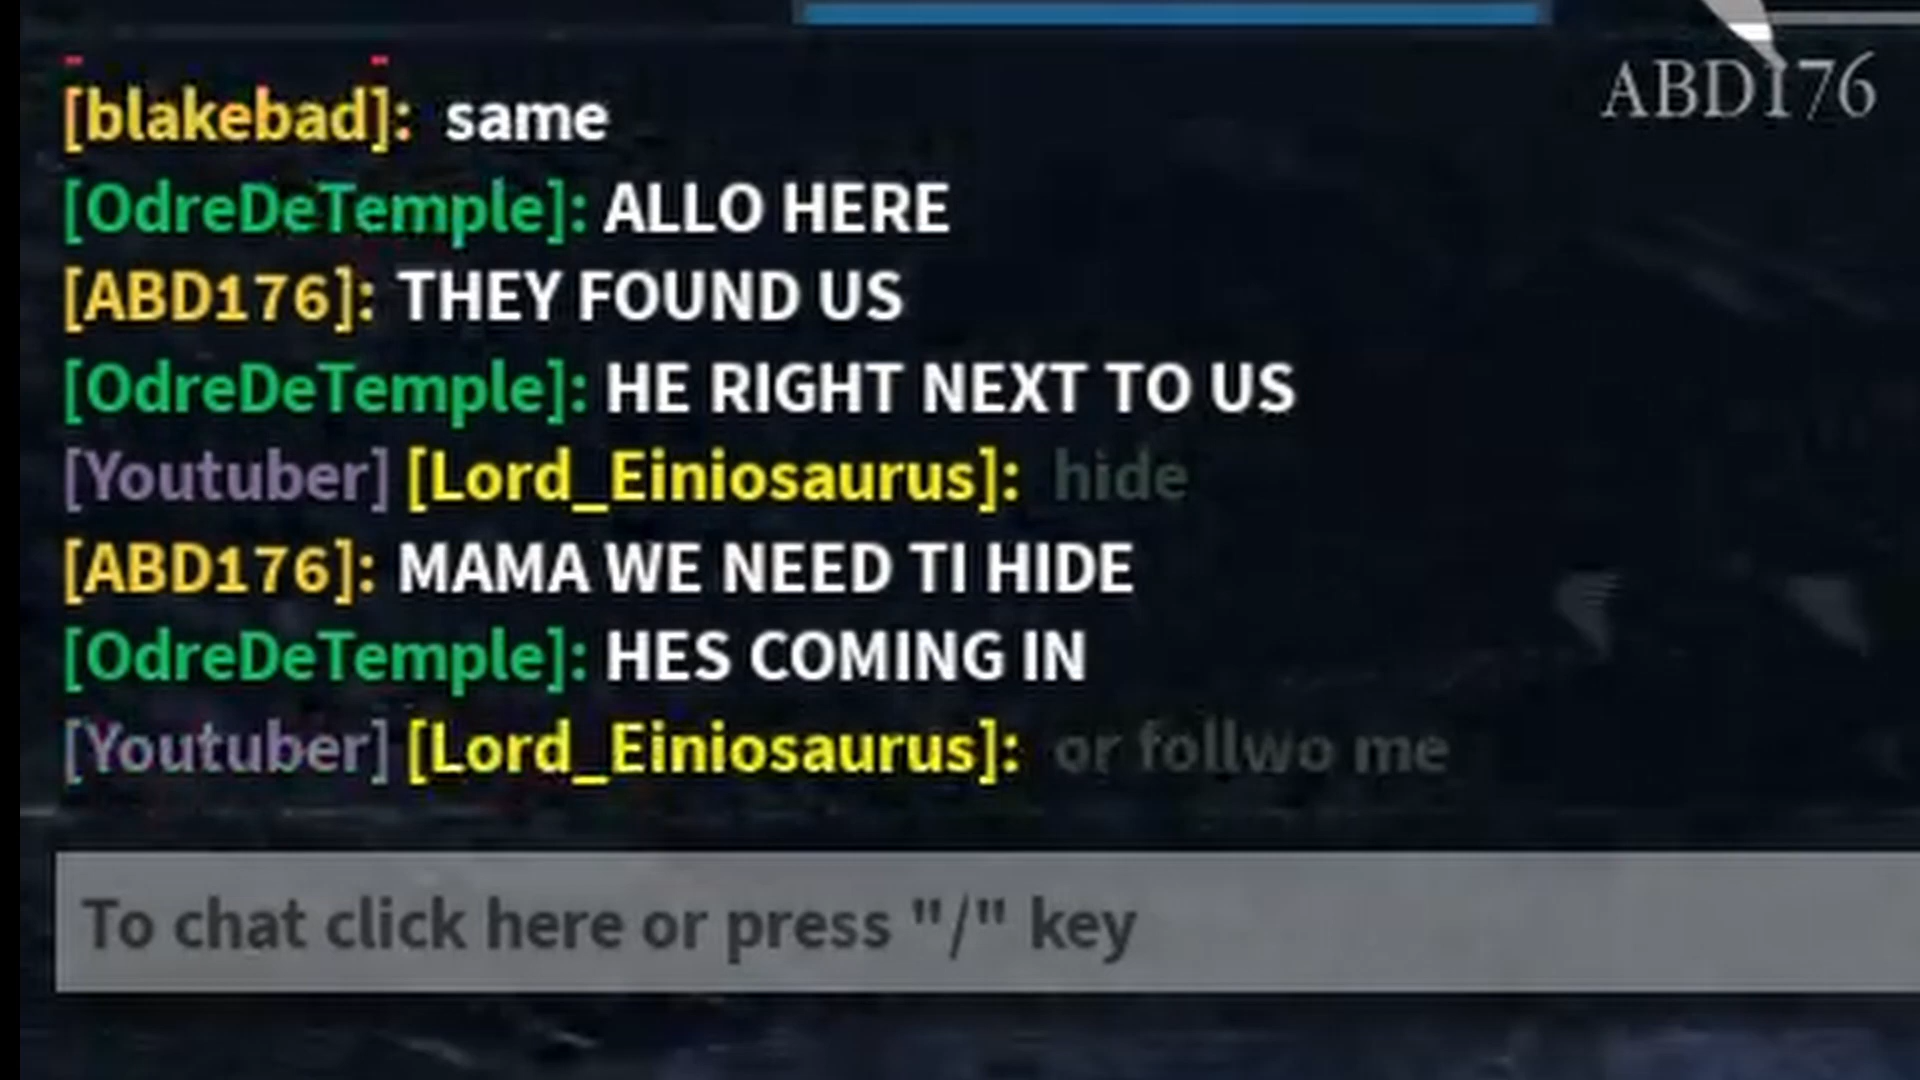 ABD176
[blakebad]: same
[OdreDeTemple]: ALLO HERE
[ABD176]: THEY FOUND US
[OdreDeTemple]: HE RIGHT NEXT TO US
[Youtuber] [Lord_Einiosaurus]: hide
[ABD176]: MAMA WE NEED TI HIDE
[OdreDeTemple]: HES COMING IN
[Youtuber] [Lord_Einiosaurus]: or follwo me
To chat click here or press "/" key